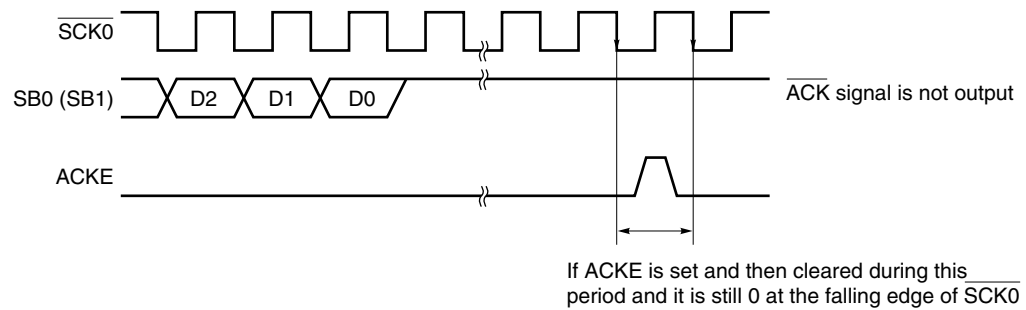 SCK0
SB0 (SB1)
D2
D1
D0
ACK signal is not output
ACKE
If ACKE is set and then cleared during this
period and it is still 0 at the falling edge of SCK0